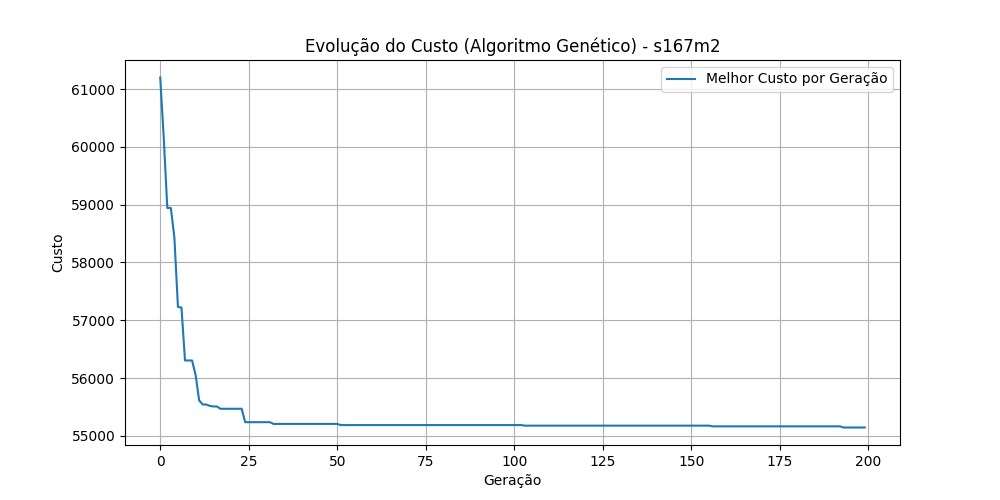 Evolução do Custo (Algoritmo Genético) - s167m2
Melhor Custo por Geração
61000
60000
59000
58000
57000
56000
55000
Custo
0 25 50 75 100 125 150 175 200
Geração